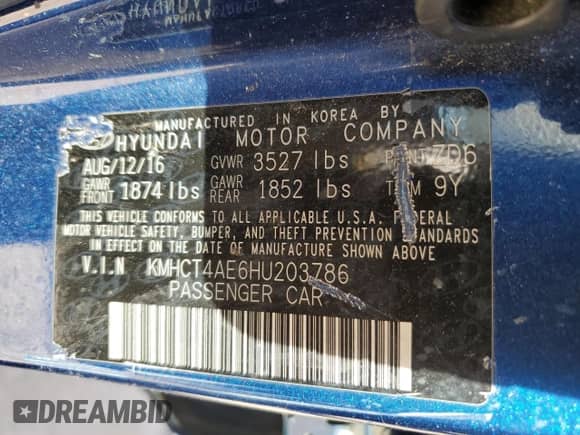 MANUFACTURED IN KOREA BY
HYUNDAI MOTOR COMPANY
AUG/12/16 GVWR 3527 lbs PAINT ZD6
GAWR FRONT 1874 lbs GAWR REAR 1852 lbs TRIM 9Y
THIS VEHICLE CONFORMS TO ALL APPLICABLE U.S.A. FEDERAL
MOTOR VEHICLE SAFETY, BUMPER, AND THEFT PREVENTION STANDARDS
IN EFFECT ON THE DATE OF MANUFACTURE SHOWN ABOVE
V.I.N KMHCT4AE6HU203786
PASSENGER CAR
DREAMBID